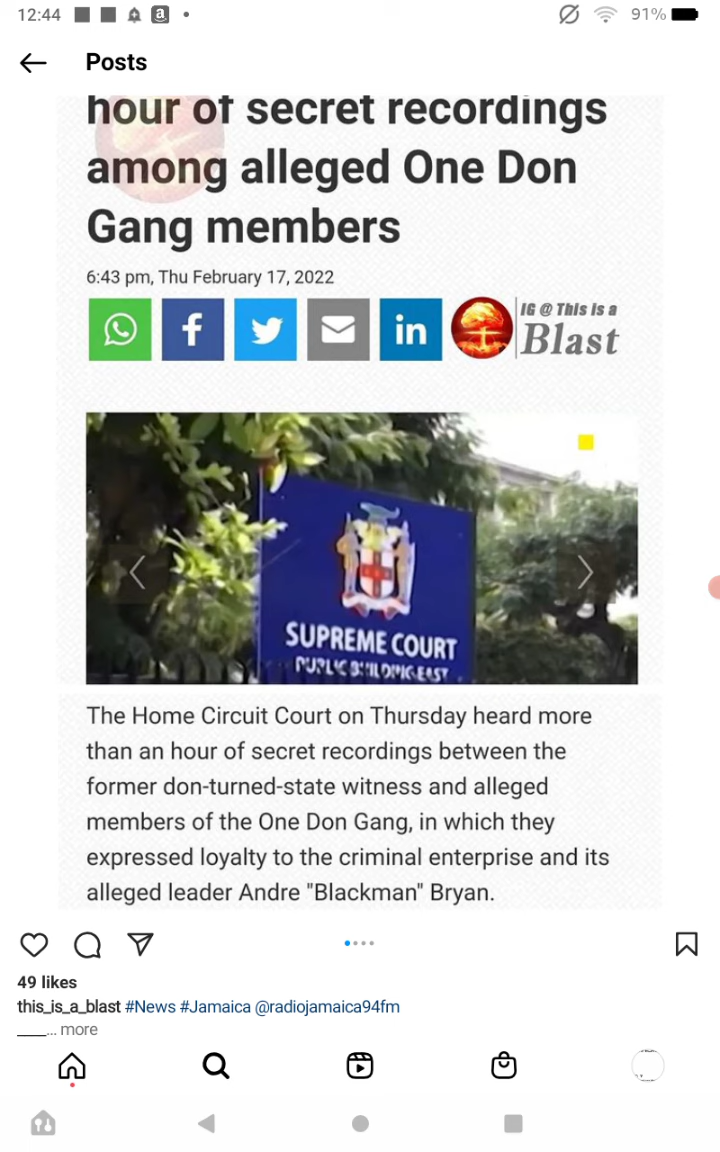 12:44
91%
Posts
hour of secret recordings
among alleged One Don
Gang members
6:43 pm, Thu February 17, 2022
IG @ This is a
Blast
SUPREME COURT
PUBLIC BUILDING EAST
The Home Circuit Court on Thursday heard more
than an hour of secret recordings between the
former don-turned-state witness and alleged
members of the One Don Gang, in which they
expressed loyalty to the criminal enterprise and its
alleged leader Andre "Blackman" Bryan.
49 likes
this_is_a_blast #News #Jamaica @radiojamaica94fm
____... more